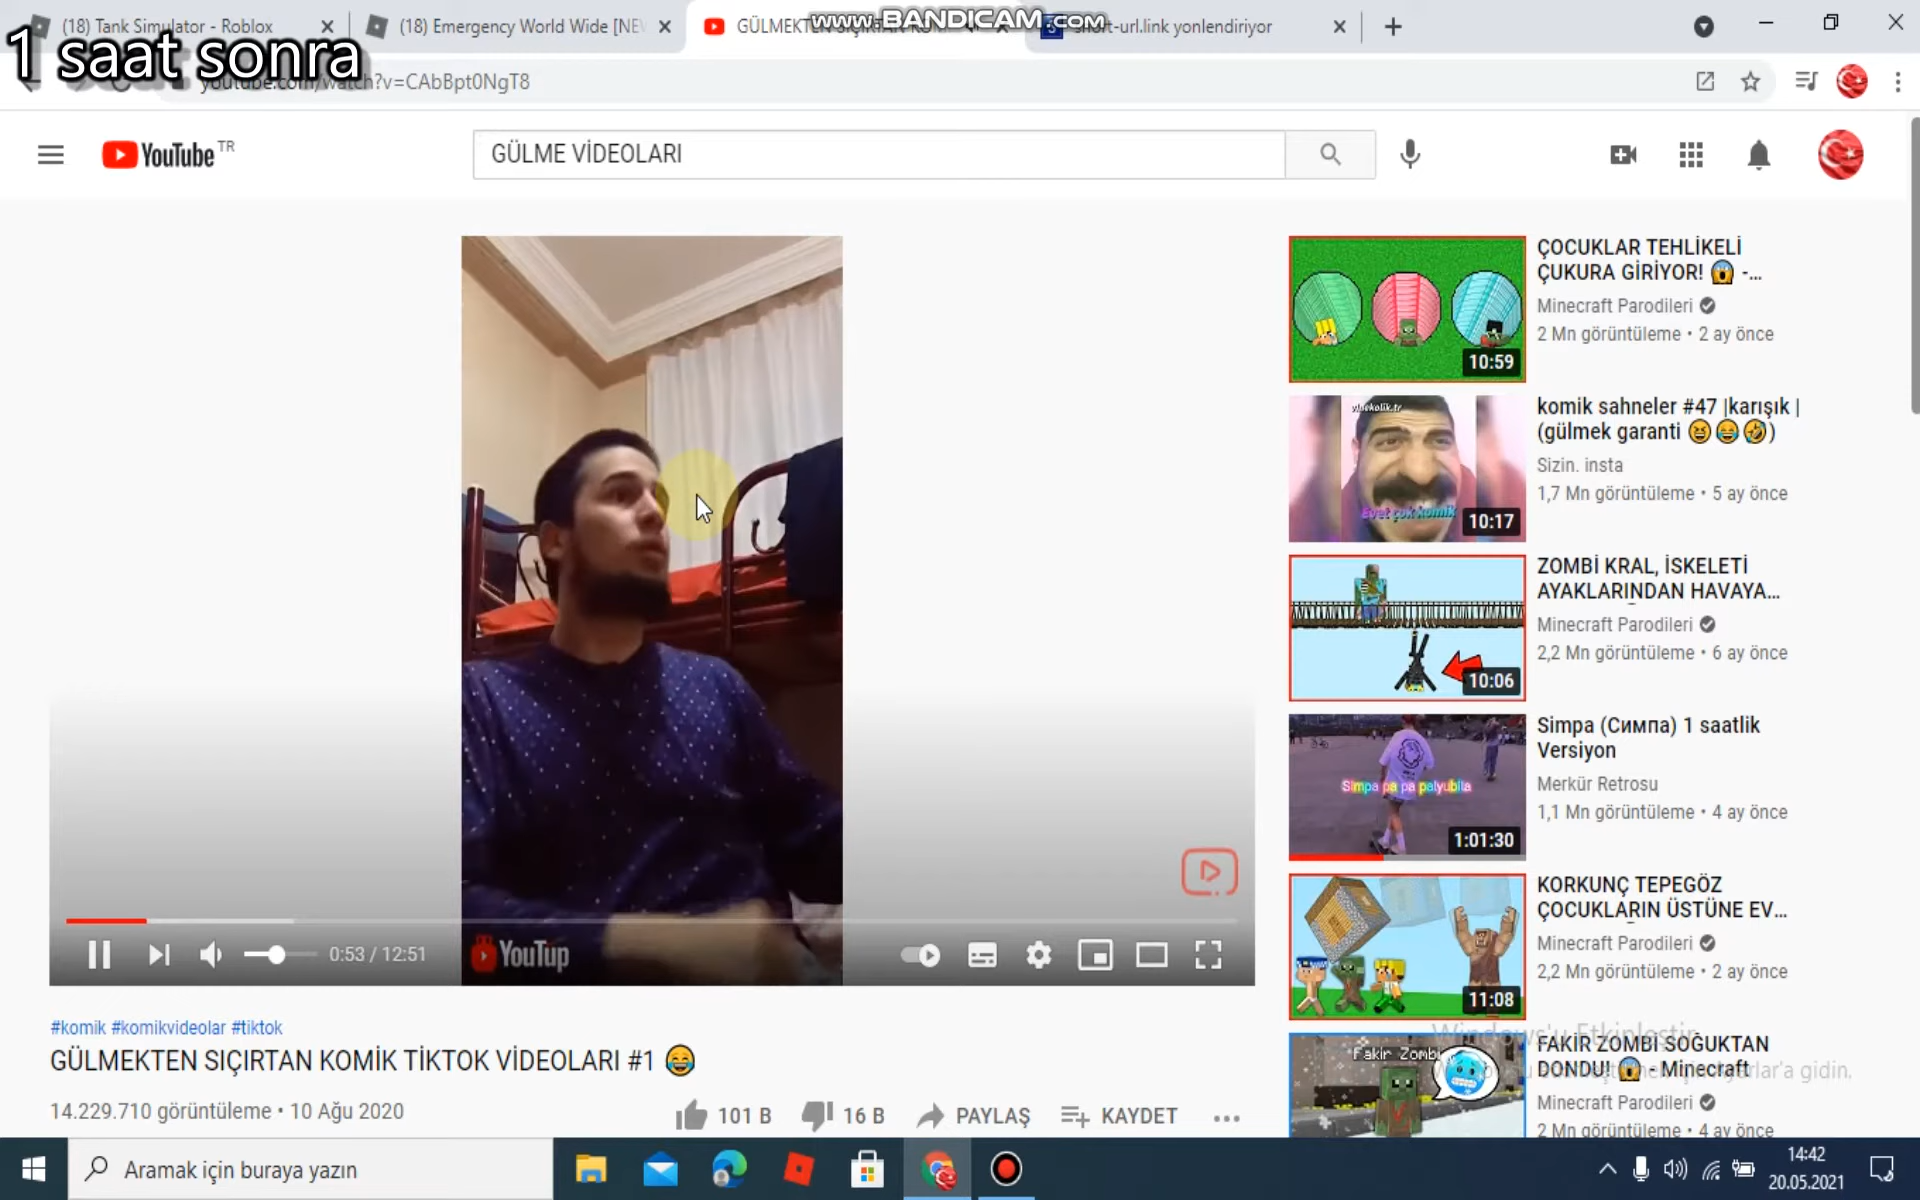 (18) Tank Simulator - Roblox
(18) Emergency World Wide [NEV
GÜLMEKTEN SIÇIRTAN KOM
www.BANDICAM.com
short-url.link yonlendiriyor
1 saat sonra
youtube.com/watch?v=CAbBpt0NgT8
YouTube TR
GÜLME VİDEOLARI
ÇOCUKLAR TEHLİKELİ
ÇUKURA GİRİYOR! 😱 -...
Minecraft Parodileri
2 Mn görüntüleme • 2 ay önce
10:59
komik sahneler #47 |karışık |
(gülmek garanti 😆😂🤣)
Sizin. insta
1,7 Mn görüntüleme • 5 ay önce
Evet çok komik
10:17
ZOMBİ KRAL, İSKELETİ
AYAKLARINDAN HAVAYA...
Minecraft Parodileri
2,2 Mn görüntüleme • 6 ay önce
10:06
Simpa (Симпа) 1 saatlik
Versiyon
Merkür Retrosu
1,1 Mn görüntüleme • 4 ay önce
Simpa pa pa palyubila
1:01:30
KORKUNÇ TEPEGÖZ
ÇOCUKLARIN ÜSTÜNE EV...
Minecraft Parodileri
2,2 Mn görüntüleme • 2 ay önce
11:08
FAKİR ZOMBİ SOĞUKTAN
DONDU! 😱 - Minecraft
Minecraft Parodileri
2 Mn görüntüleme • 4 ay önce
Fakir Zombi
Windows'u Etkinleştir
Ayarlar'a gidin.
0:53 / 12:51
YouTup
#komik #komikvideolar #tiktok
GÜLMEKTEN SIÇIRTAN KOMİK TİKTOK VİDEOLARI #1 😂
14.229.710 görüntüleme • 10 Ağu 2020
101 B
16 B
PAYLAŞ
KAYDET
Aramak için buraya yazın
14:42
20.05.2021